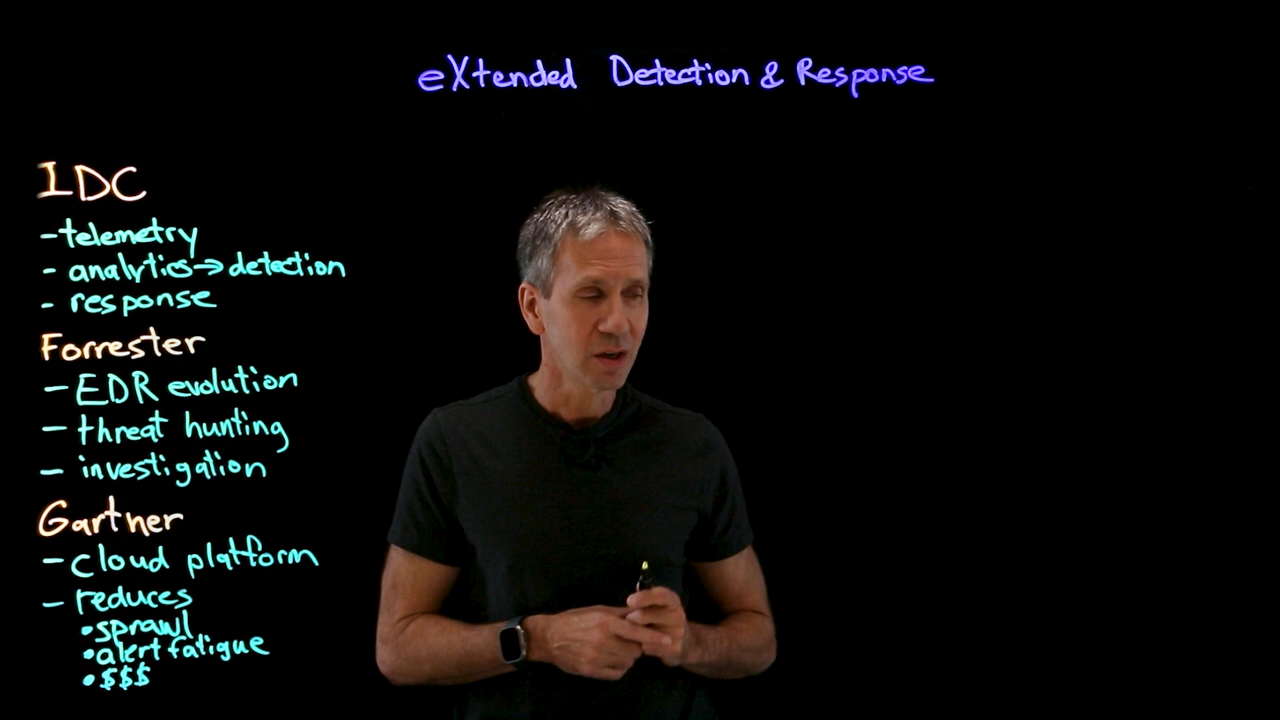 eXtended Detection & Response
IDC
- telemetry
- analytics → detection
- response
Forrester
- EDR evolution
- threat hunting
- investigation
Gartner
- cloud platform
- reduces
• sprawl
• alert fatigue
• $$$